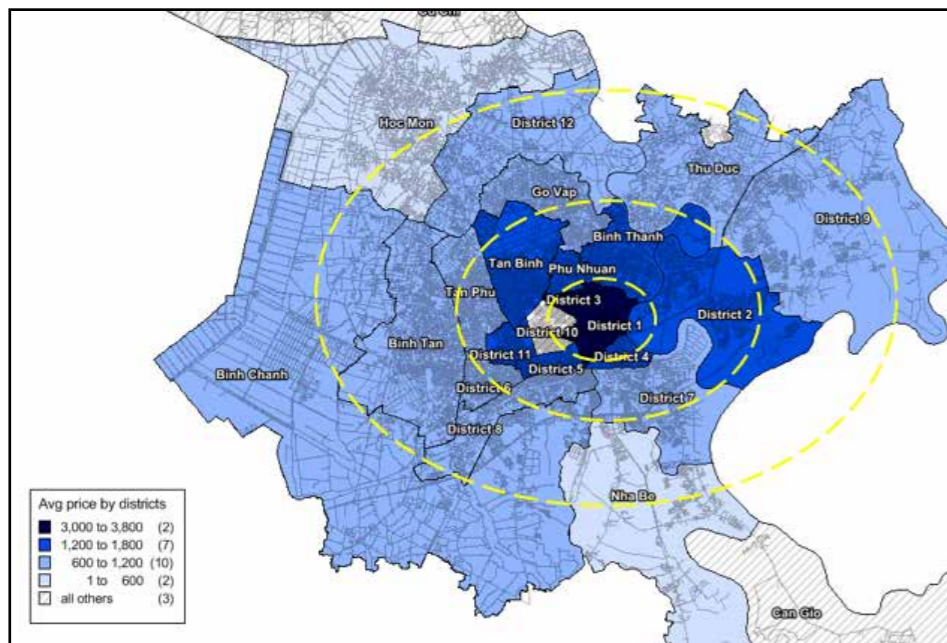 Cu Chi
Hoc Mon
District 12
Thu Duc
Go Vap
District 9
Binh Thanh
Tan Binh
Phu Nhuan
Tan Phu
District 3
District 2
District 1
District 10
Binh Tan
District 11
District 4
Binh Chanh
District 5
District 6
District 7
District 8
Nha Be
Can Gio
Avg price by districts
3,000 to 3,800 (2)
1,200 to 1,800 (7)
600 to 1,200 (10)
1 to 600 (2)
all others (3)